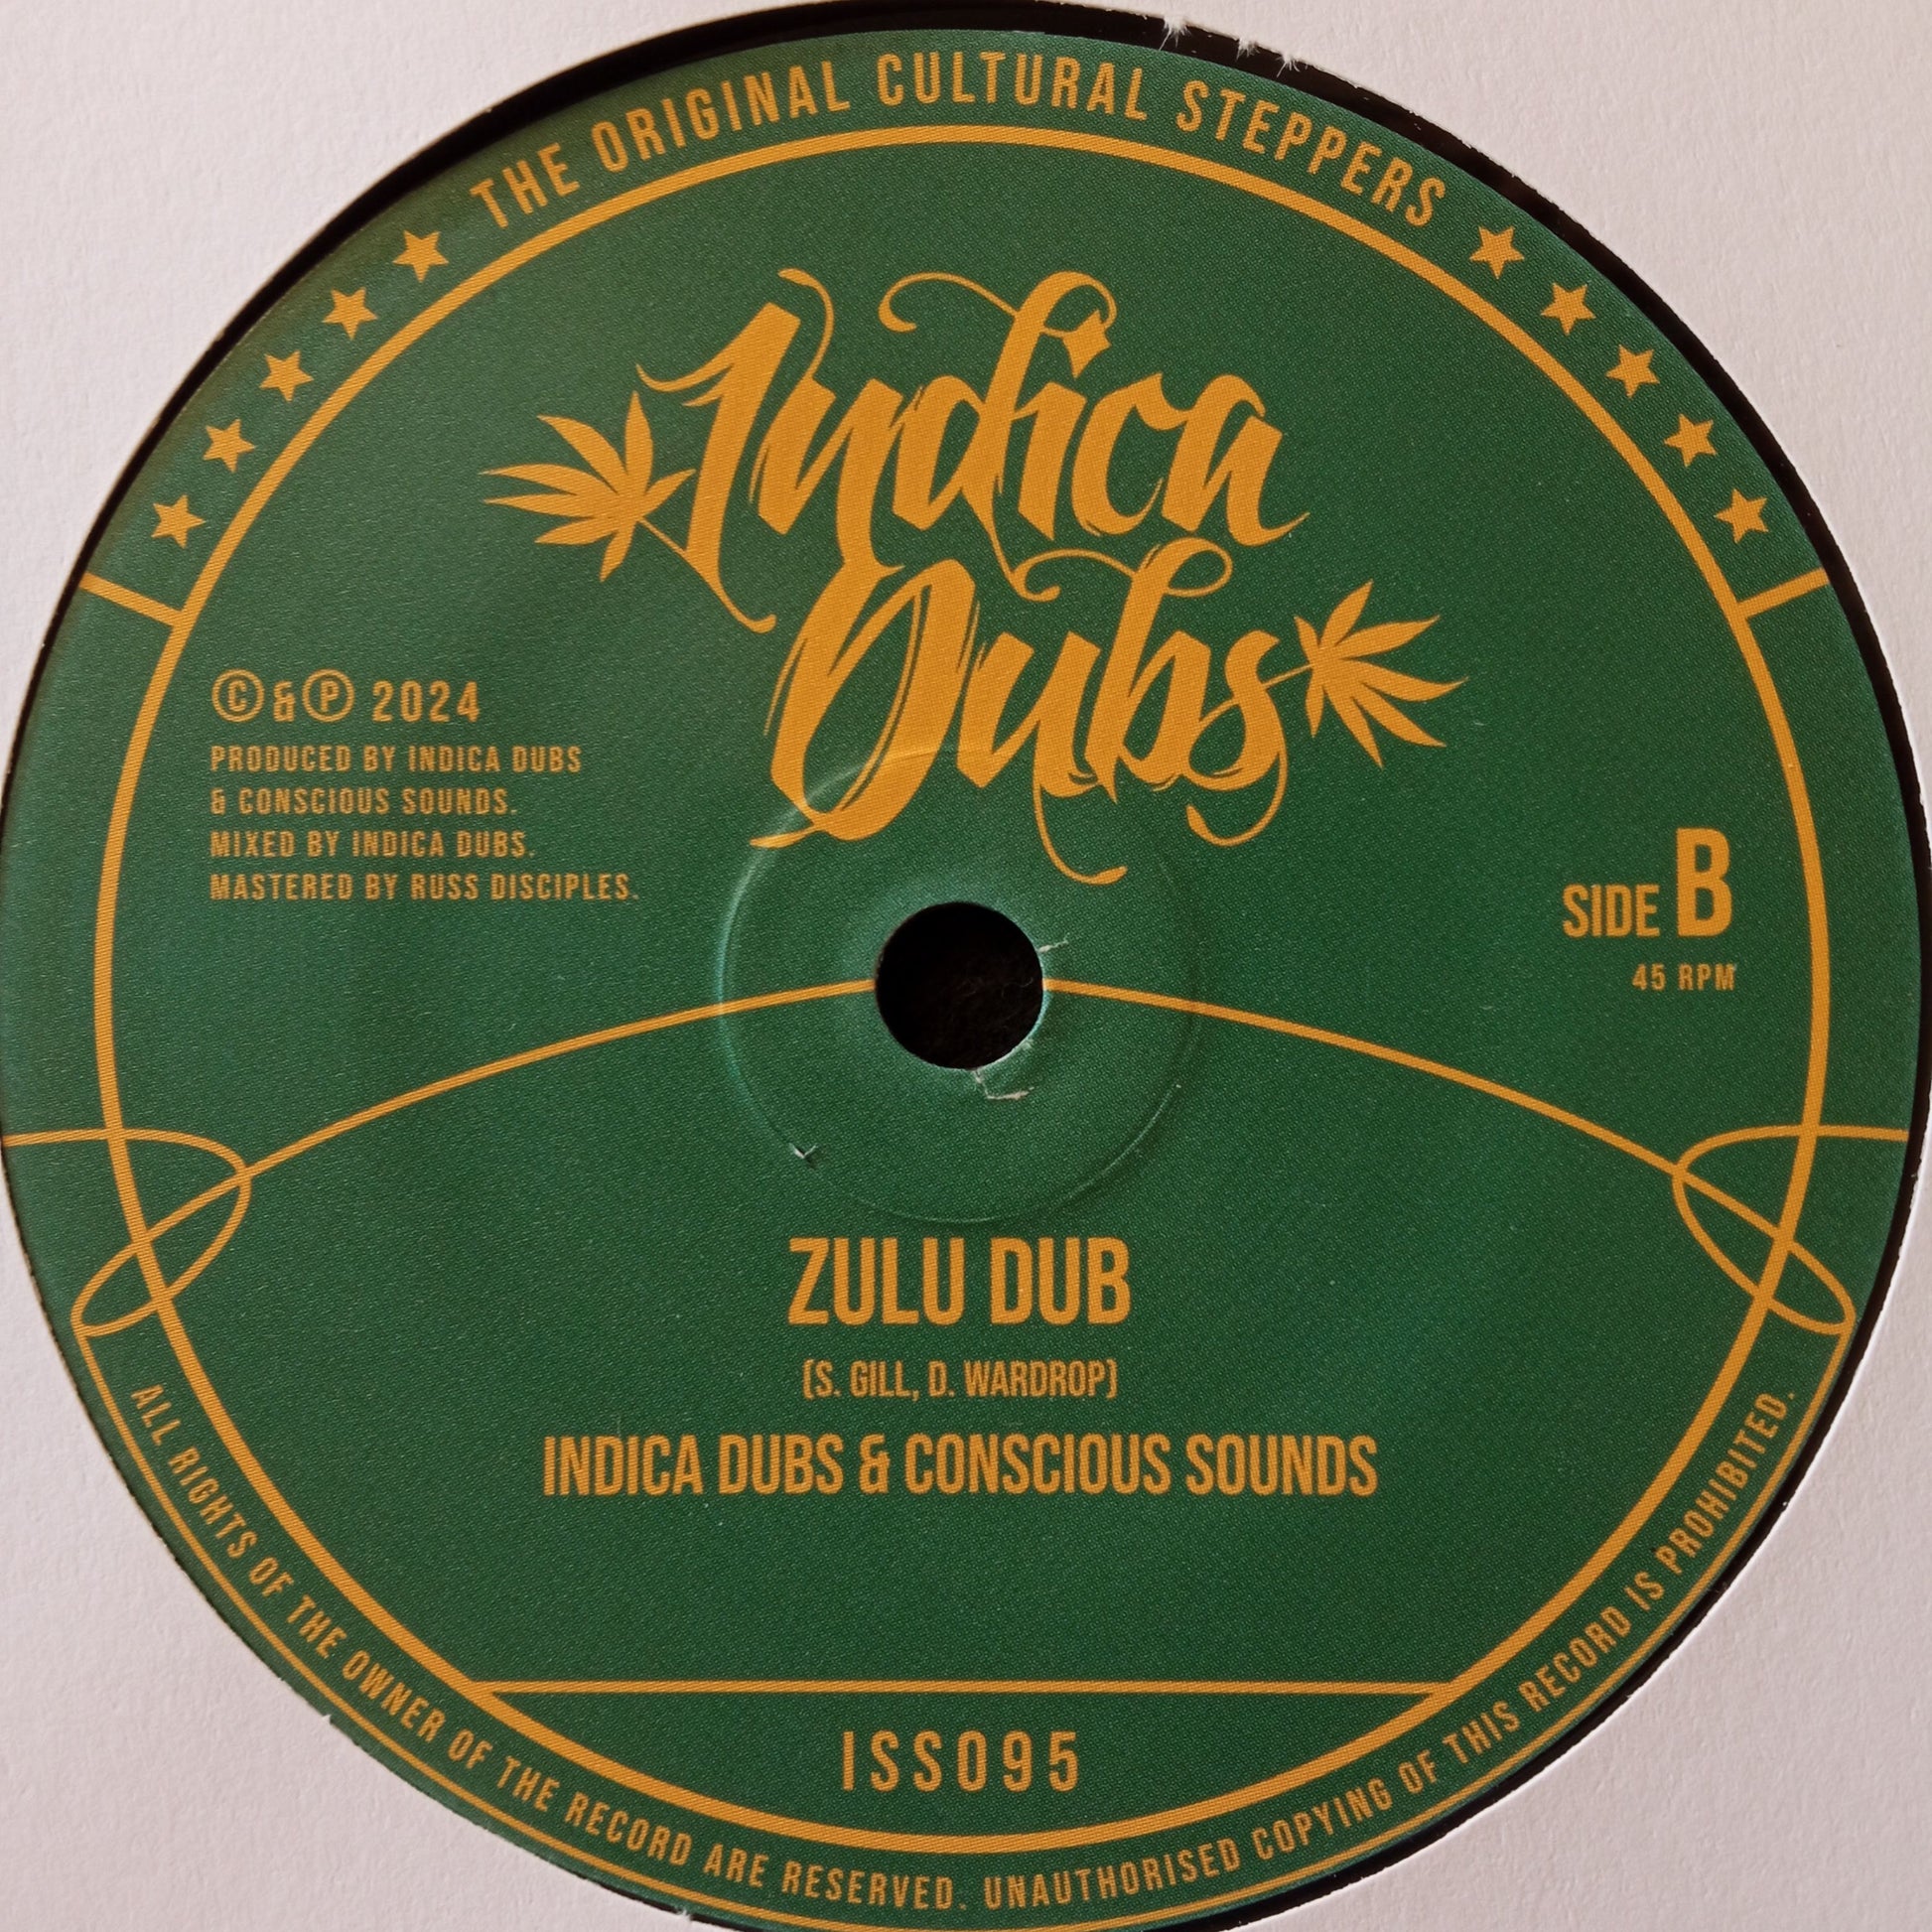 THE ORIGINAL CULTURAL STEPPERS
Indica
Dubs
© & ℗ 2024
PRODUCED BY INDICA DUBS
& CONSCIOUS SOUNDS.
MIXED BY INDICA DUBS.
MASTERED BY RUSS DISCIPLES.
SIDE B
45 RPM
ZULU DUB
(S. GILL, D. WARDROP)
INDICA DUBS & CONSCIOUS SOUNDS
ISS095
ALL RIGHTS OF THE OWNER OF THE RECORD ARE RESERVED. UNAUTHORISED COPYING OF THIS RECORD IS PROHIBITED.